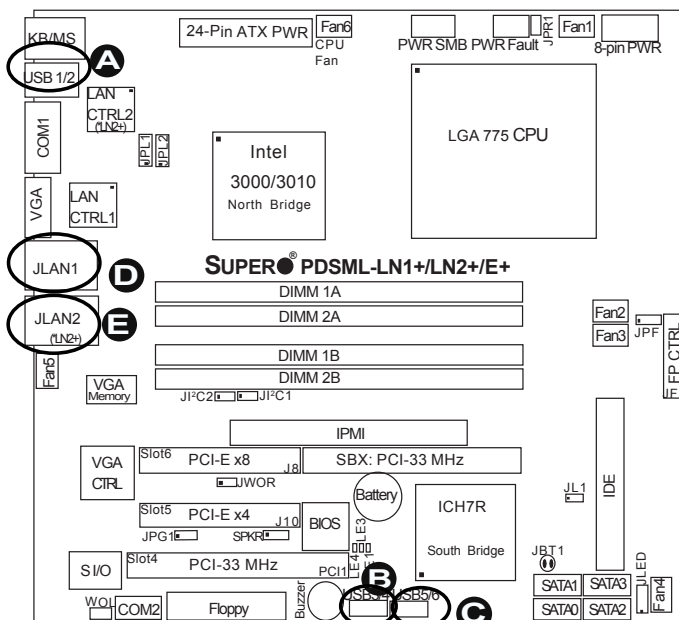 KB/MS
24-Pin ATX PWR
Fan6
CPU
Fan
PWR SMB
PWR Fault
JPR1
Fan1
8-pin PWR
A
USB 1/2
LAN
CTRL2
(*LN2+)
COM1
JPL1
JPL2
Intel
3000/3010
North Bridge
LGA 775 CPU
VGA
LAN
CTRL1
JLAN1
D
SUPER® PDSML-LN1+/LN2+/E+
JLAN2
(*LN2+)
E
DIMM 1A
DIMM 2A
DIMM 1B
DIMM 2B
Fan2
Fan3
JPF
FP CTRL
JF
Fan5
VGA
Memory
JI²C2
JI²C1
IPMI
VGA
CTRL
Slot6
PCI-E x8
J8
SBX: PCI-33 MHz
JWOR
Battery
ICH7R
South Bridge
JL1
IDE
Slot5
PCI-E x4
J10
BIOS
JPG1
SPKR
LE3
LE4
LE1
Slot4
PCI-33 MHz
PCI1
S I/O
JBT1
JLED
SATA1
SATA3
Fan4
WOL
COM2
Floppy
Buzzer
B
USB3/4
USB5/6
C
SATA0
SATA2